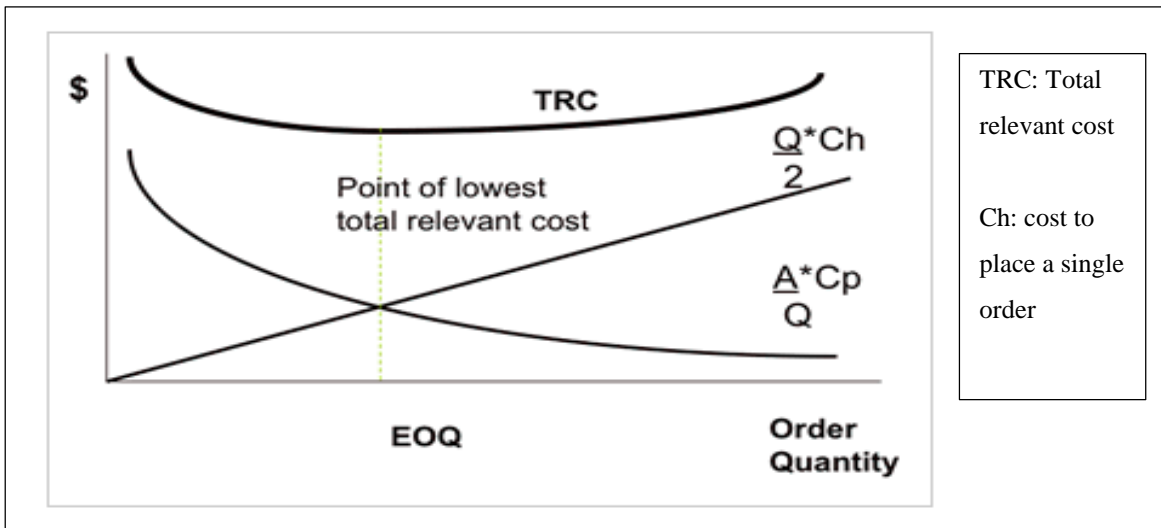 $
TRC
Q*Ch
2
Point of lowest
total relevant cost
A*Cp
Q
EOQ
Order
Quantity
TRC: Total
relevant cost
Ch: cost to
place a single
order